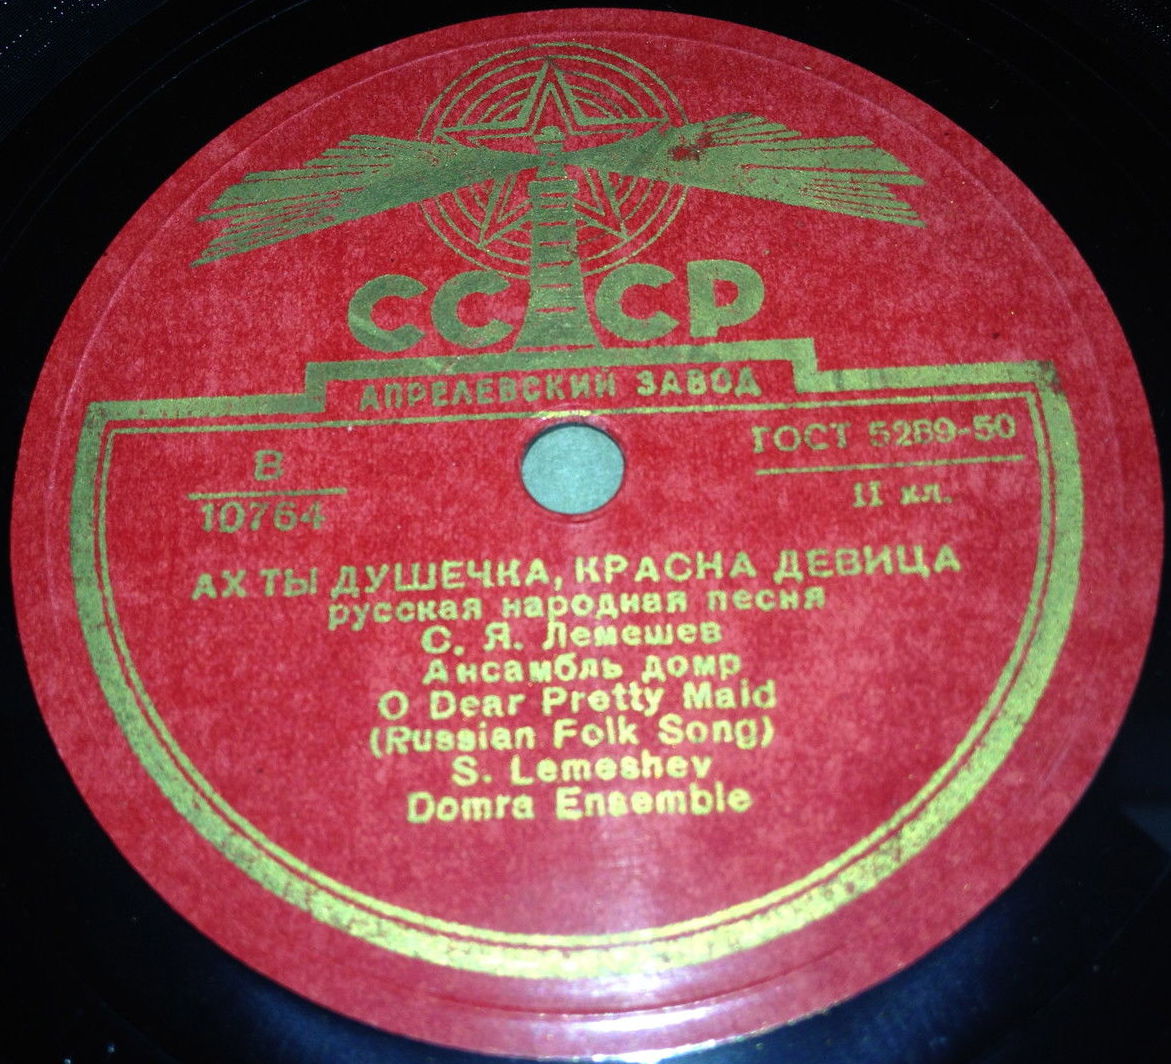 СССР
АПРЕЛЕВСКИЙ ЗАВОД
В
10764
ГОСТ 5289-50
II кл.
АХ ТЫ ДУШЕЧКА, КРАСНА ДЕВИЦА
русская народная песня
С. Я. Лемешев
Ансамбль домр
O Dear Pretty Maid
(Russian Folk Song)
S. Lemeshev
Domra Ensemble